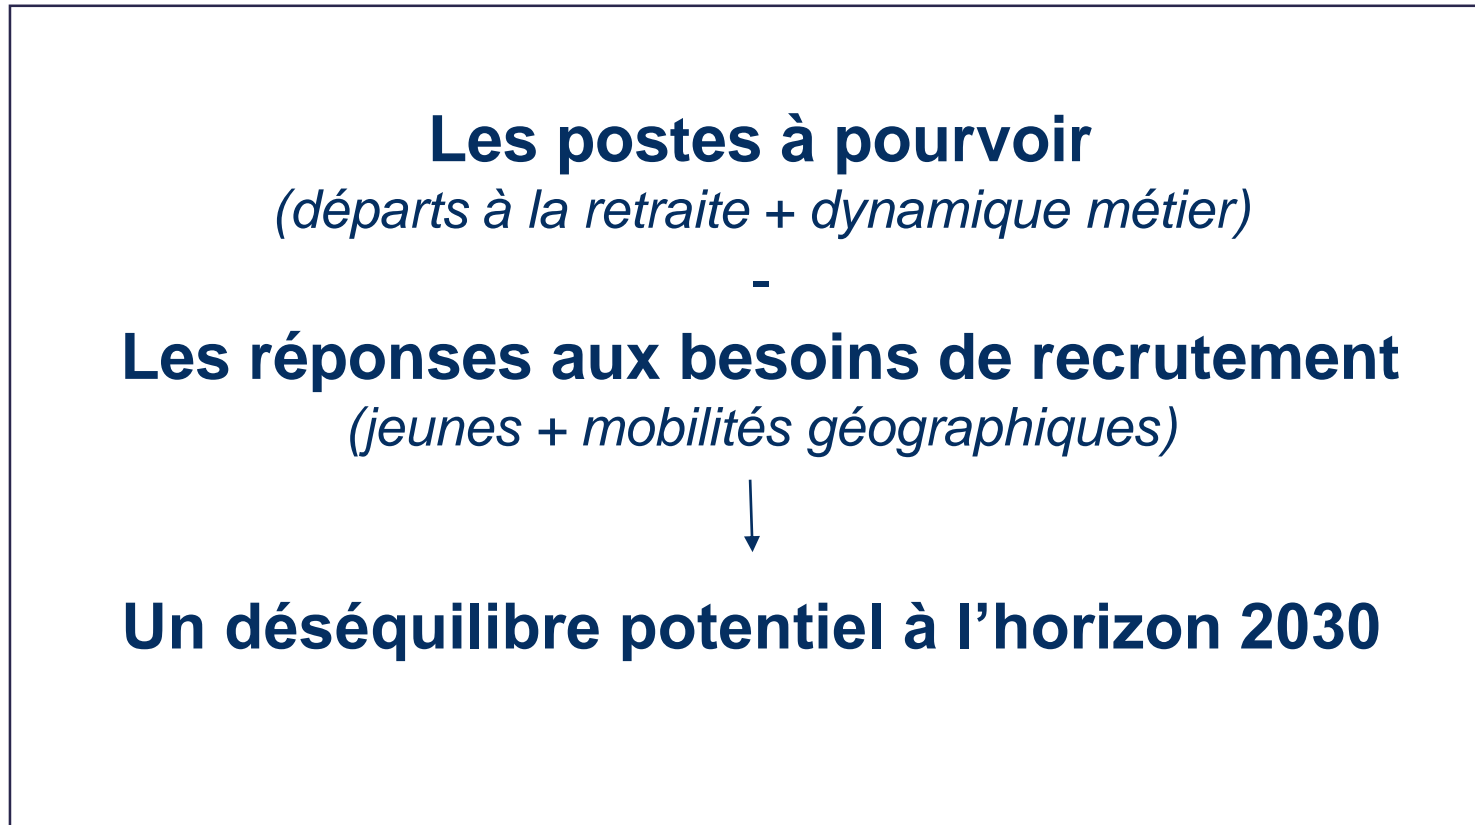 Les postes à pourvoir
(départs à la retraite + dynamique métier)
-
Les réponses aux besoins de recrutement
(jeunes + mobilités géographiques)
Un déséquilibre potentiel à l’horizon 2030